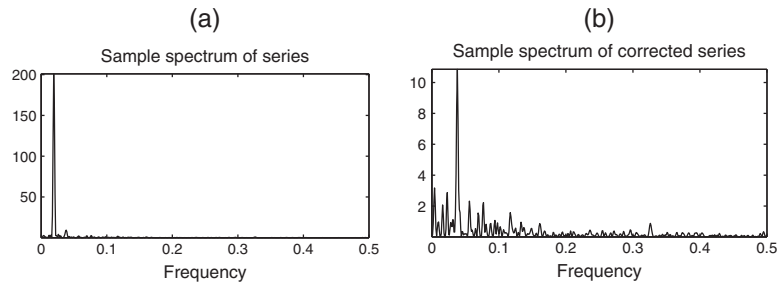 (a)
Sample spectrum of series
200
150
100
50
0 0.1 0.2 0.3 0.4 0.5
Frequency
(b)
Sample spectrum of corrected series
10
8
6
4
2
0 0.1 0.2 0.3 0.4 0.5
Frequency